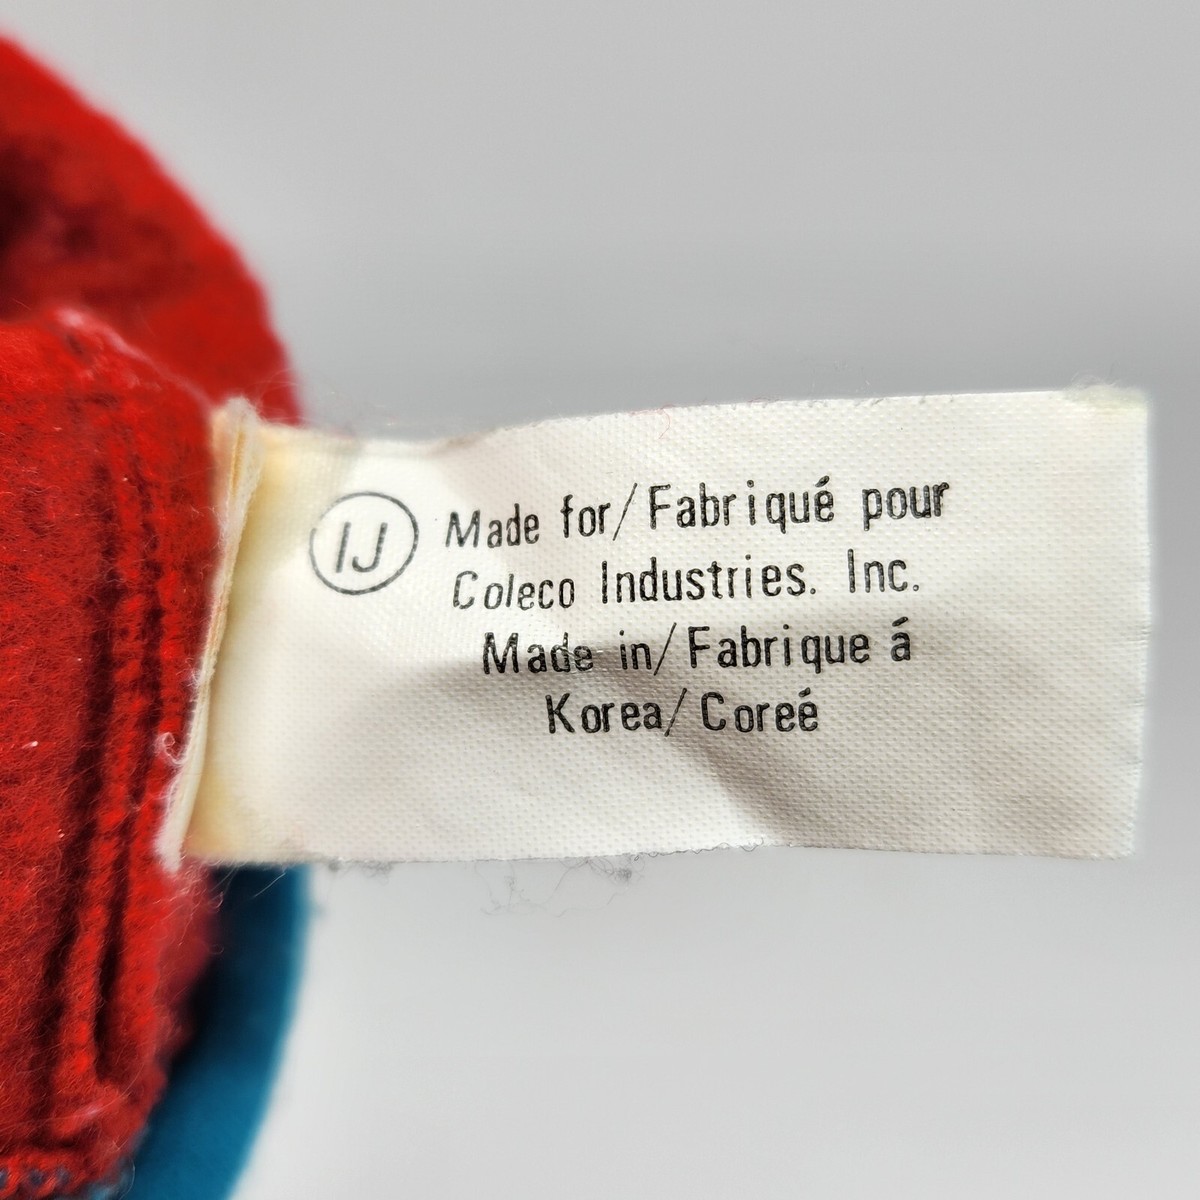 IJ Made for/Fabriqué pour
Coleco Industries. Inc.
Made in/Fabrique á
Korea/Coreé